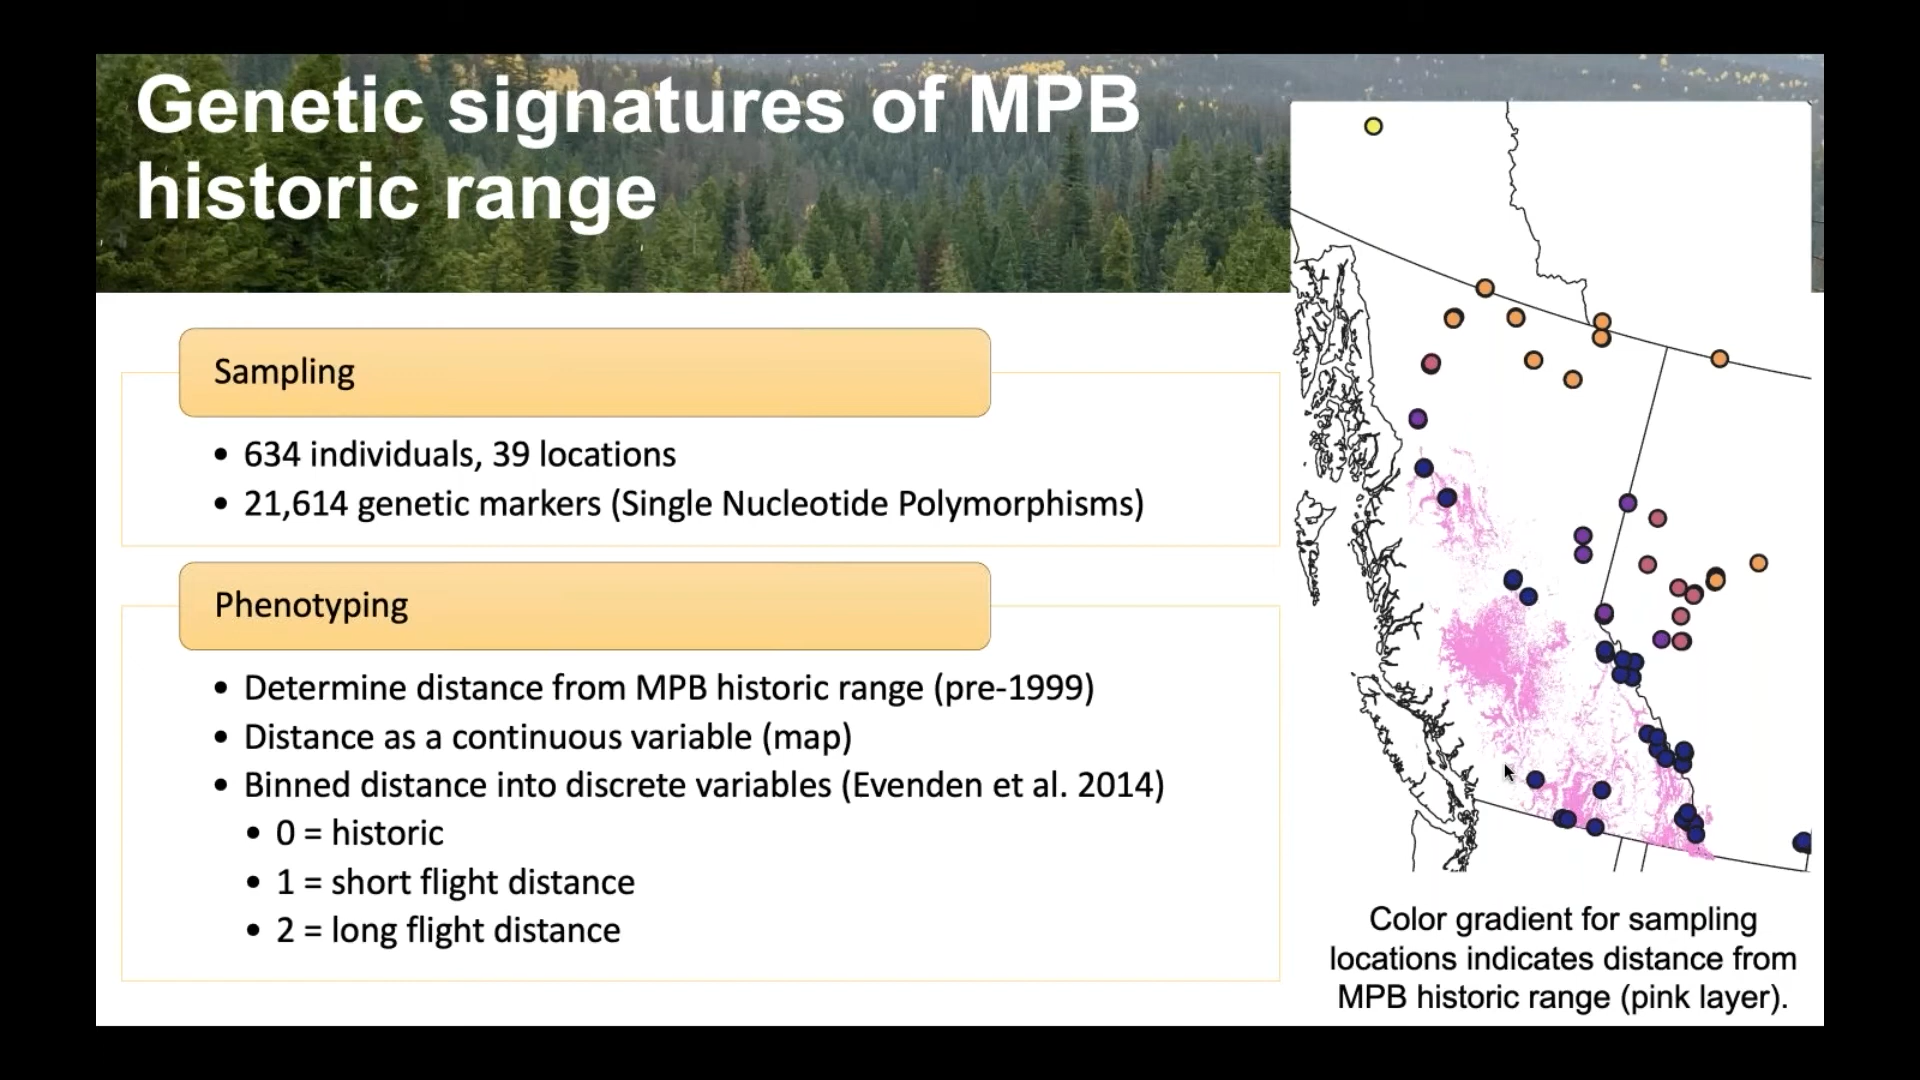 Genetic signatures of MPB
historic range
Sampling
• 634 individuals, 39 locations
• 21,614 genetic markers (Single Nucleotide Polymorphisms)
Phenotyping
• Determine distance from MPB historic range (pre-1999)
• Distance as a continuous variable (map)
• Binned distance into discrete variables (Evenden et al. 2014)
• 0 = historic
• 1 = short flight distance
• 2 = long flight distance
Color gradient for sampling
locations indicates distance from
MPB historic range (pink layer).